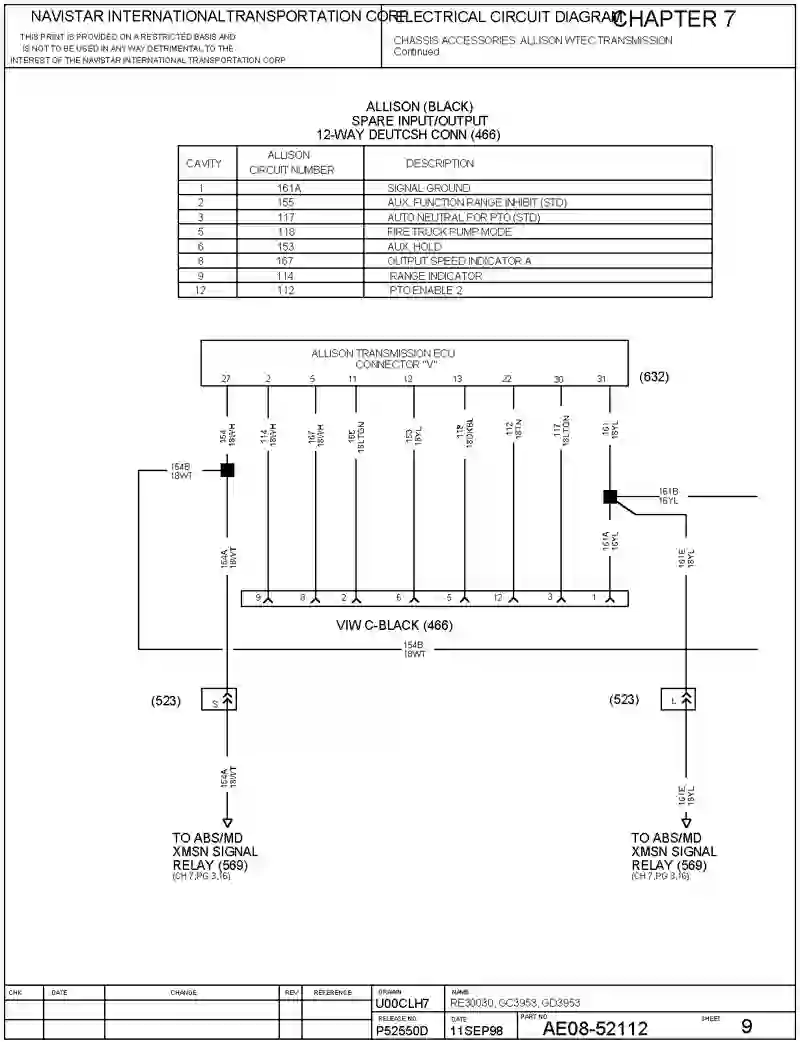 NAVISTAR INTERNATIONAL TRANSPORTATION CORP.
THIS PRINT IS PROVIDED ON A RESTRICTED BASIS AND
IS NOT TO BE USED IN ANY WAY DETRIMENTAL TO THE
INTEREST OF THE NAVISTAR INTERNATIONAL TRANSPORTATION CORP
ELECTRICAL CIRCUIT DIAGRAM
CHAPTER 7
CHASSIS ACCESSORIES: ALLISON WTEC TRANSMISSION
Continued
ALLISON (BLACK)
SPARE INPUT/OUTPUT
12-WAY DEUTCSH CONN (466)
CAVITY ALLISON CIRCUIT NUMBER DESCRIPTION
1 161A SIGNAL GROUND
2 155 AUX. FUNCTION RANGE INHIBIT (STD)
3 117 AUTO NEUTRAL FOR PTO (STD)
5 118 FIRE TRUCK PUMP MODE
6 153 AUX. HOLD
8 167 OUTPUT SPEED INDICATOR A
9 114 RANGE INDICATOR
12 112 PTO ENABLE 2
ALLISON TRANSMISSION ECU
CONNECTOR "V"
27 2 5 11 13 22 30 31
(632)
154 18WH
114 18WH
167 18WH
18LTGN
153 18YL
118 18DKBL
112 18TN
117 18LTGN
161 18YL
154B
18WT
161B
16YL
154A 18WT
161A 16YL
161E 18YL
9 8 2 6 5 12 3 1
VIW C-BLACK (466)
154B
18WT
(523) S
(523) L
154A 18WT
161E 18YL
TO ABS/MD
XMSN SIGNAL
RELAY (569)
(CH 7,PG 3,16)
TO ABS/MD
XMSN SIGNAL
RELAY (569)
(CH 7,PG 3,16)
CHK DATE CHANGE REV REFERENCE
DRAWN
U00CLH7
NAME
RE30030, GC3953, GD3953
RELEASE NO.
P52550D
DATE
11SEP98
PART NO.
AE08-52112
SHEET 9